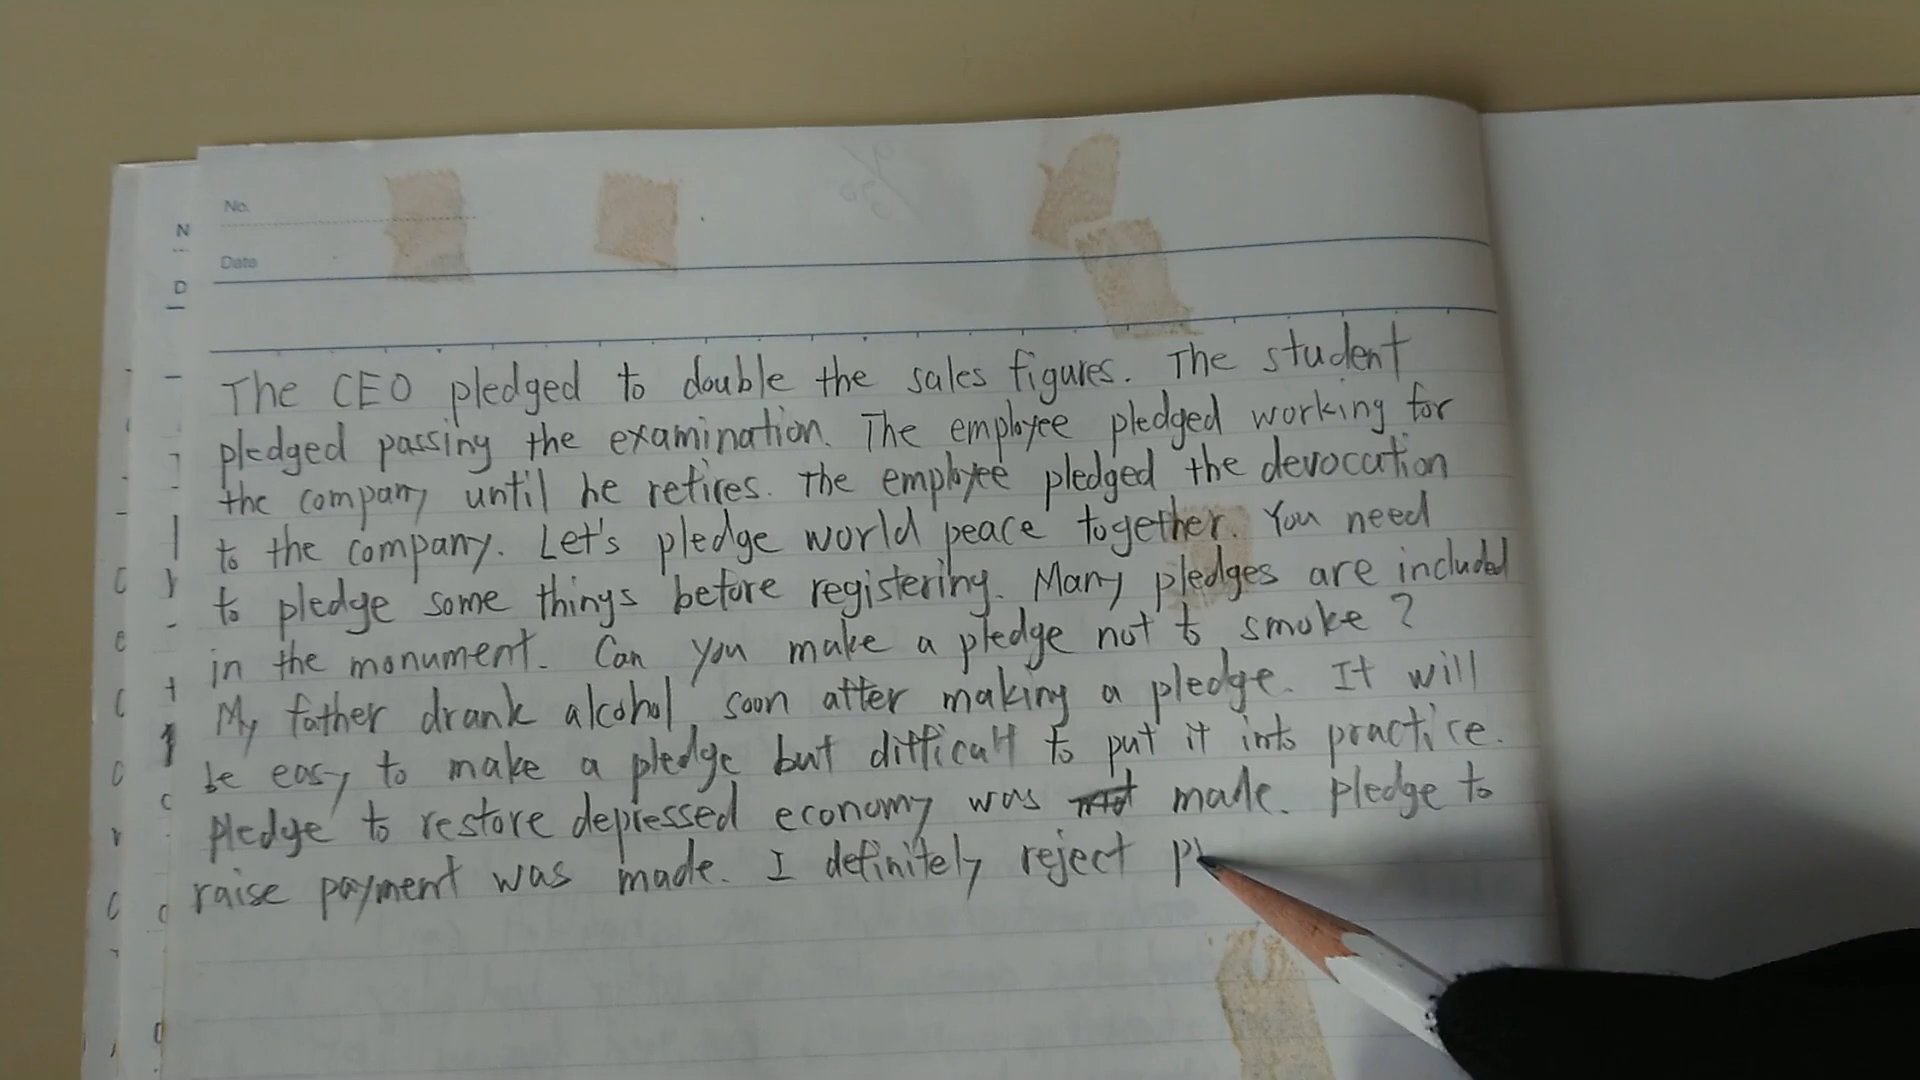 No.
Date
N
D
The CEO pledged to double the sales figures. The student
pledged passing the examination. The employee pledged working for
the company until he retires. The employee pledged the devocation
to the company. Let's pledge world peace together. You need
to pledge some things before registering. Many pledges are included
in the monument. Can you make a pledge not to smoke?
My father drank alcohol soon after making a pledge. It will
be easy to make a pledge but difficult to put it into practice.
Pledge to restore depressed economy was made. Pledge to
raise payment was made. I definitely reject pl